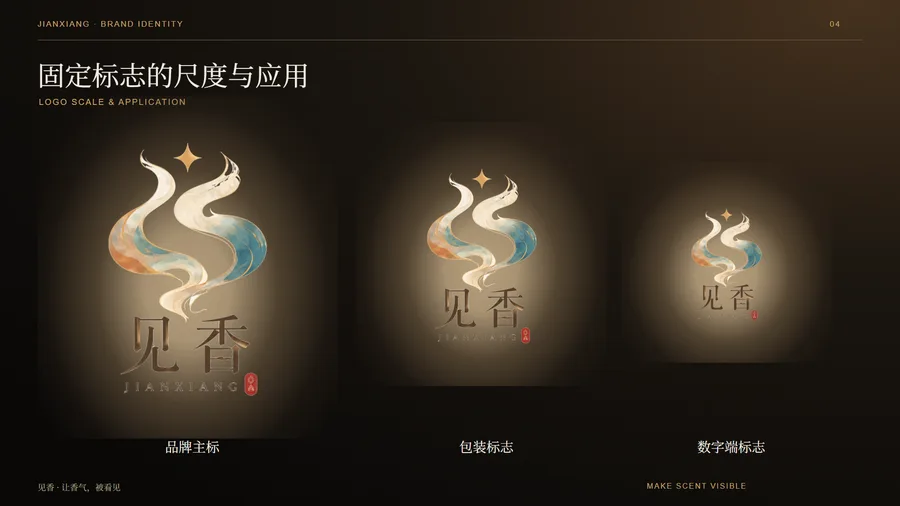 JIANXIANG · BRAND IDENTITY
04
固定标志的尺度与应用
LOGO SCALE & APPLICATION
见香
JIANXIANG
见香
JIANXIANG
见香
品牌主标
包装标志
数字端标志
见香 · 让香气，被看见
MAKE SCENT VISIBLE